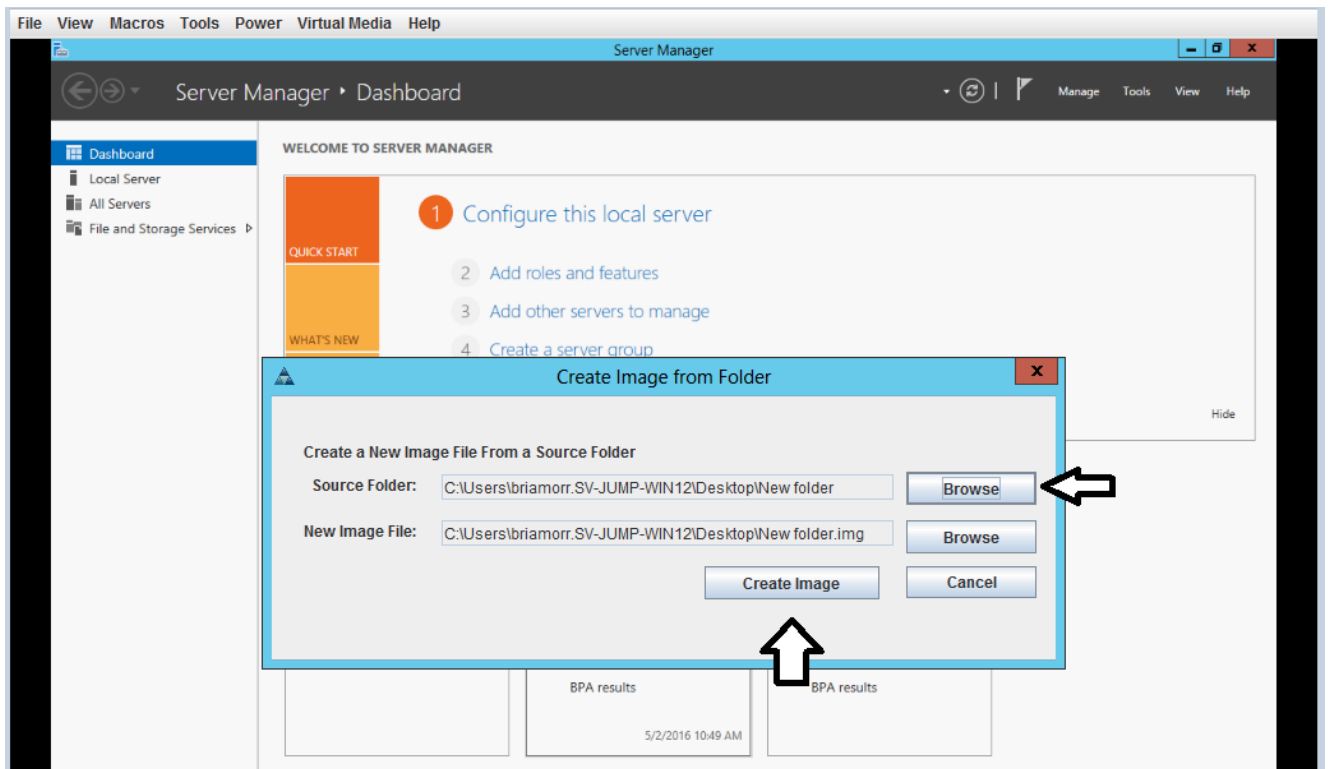 File View Macros Tools Power Virtual Media Help
Server Manager
Server Manager • Dashboard
Manage Tools View Help
Dashboard
Local Server
All Servers
File and Storage Services
WELCOME TO SERVER MANAGER
QUICK START
WHAT'S NEW
1 Configure this local server
2 Add roles and features
3 Add other servers to manage
4 Create a server group
Hide
Create Image from Folder
Create a New Image File From a Source Folder
Source Folder: C:\Users\briamorr.SV-JUMP-WIN12\Desktop\New folder Browse
New Image File: C:\Users\briamorr.SV-JUMP-WIN12\Desktop\New folder.img Browse
Create Image Cancel
BPA results
5/2/2016 10:49 AM
BPA results